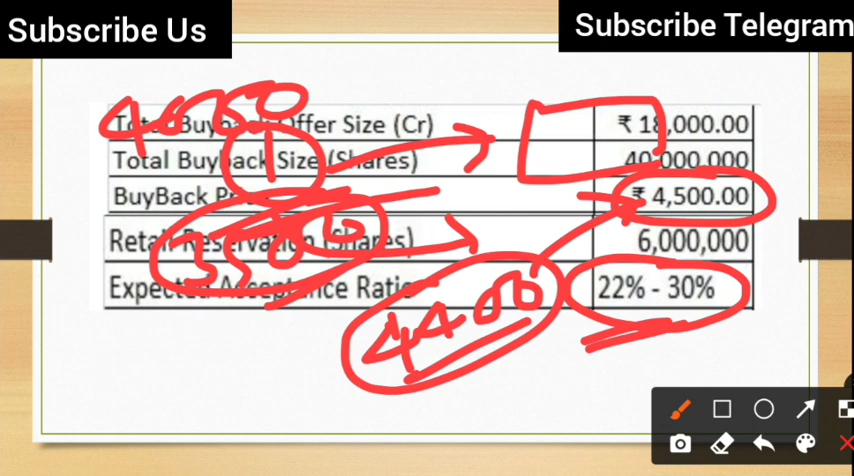 Subscribe Us
Subscribe Telegram
Total Buyback Offer Size (Cr) ₹ 18,000.00
Total Buyback Size (Shares) 40,000,000
BuyBack ₹ 4,500.00
Retail Reservation (Shares) 6,000,000
Expected Acceptance Ratio 22% - 30%
4400